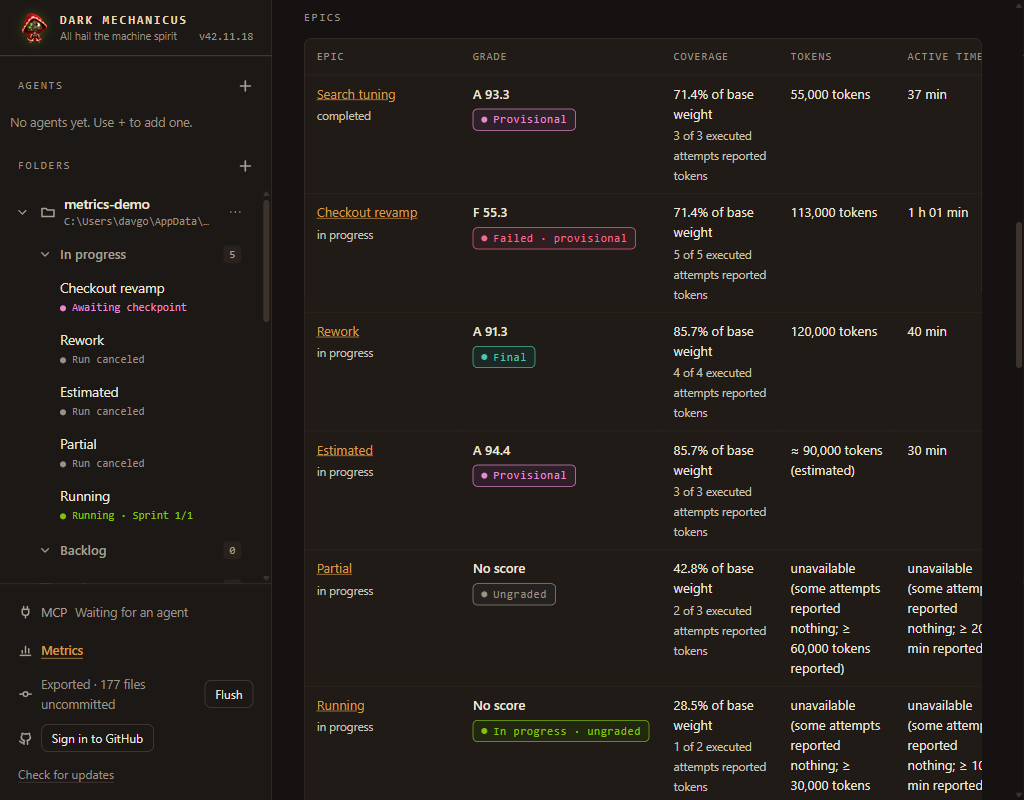 DARK MECHANICUS
All hail the machine spirit v42.11.18
AGENTS
No agents yet. Use + to add one.
FOLDERS
metrics-demo
C:\Users\davgo\AppData\…
In progress 5
Checkout revamp
Awaiting checkpoint
Rework
Run canceled
Estimated
Run canceled
Partial
Run canceled
Running
Running · Sprint 1/1
Backlog 0
MCP Waiting for an agent
Metrics
Exported · 177 files
uncommitted
Flush
Sign in to GitHub
Check for updates
EPICS
EPIC GRADE COVERAGE TOKENS ACTIVE TIME
Search tuning
completed
A 93.3
Provisional
71.4% of base
weight
3 of 3 executed
attempts reported
tokens
55,000 tokens
37 min
Checkout revamp
in progress
F 55.3
Failed · provisional
71.4% of base
weight
5 of 5 executed
attempts reported
tokens
113,000 tokens
1 h 01 min
Rework
in progress
A 91.3
Final
85.7% of base
weight
4 of 4 executed
attempts reported
tokens
120,000 tokens
40 min
Estimated
in progress
A 94.4
Provisional
85.7% of base
weight
3 of 3 executed
attempts reported
tokens
≈ 90,000 tokens
(estimated)
30 min
Partial
in progress
No score
Ungraded
42.8% of base
weight
2 of 3 executed
attempts reported
tokens
unavailable
(some attempts
reported
nothing; ≥
60,000 tokens
reported)
unavailable
(some attemp
reported
nothing; ≥ 20
min reported
Running
in progress
No score
In progress · ungraded
28.5% of base
weight
1 of 2 executed
attempts reported
tokens
unavailable
(some attempts
reported
nothing; ≥
30,000 tokens
unavailable
(some attemp
reported
nothing; ≥ 10
min reported